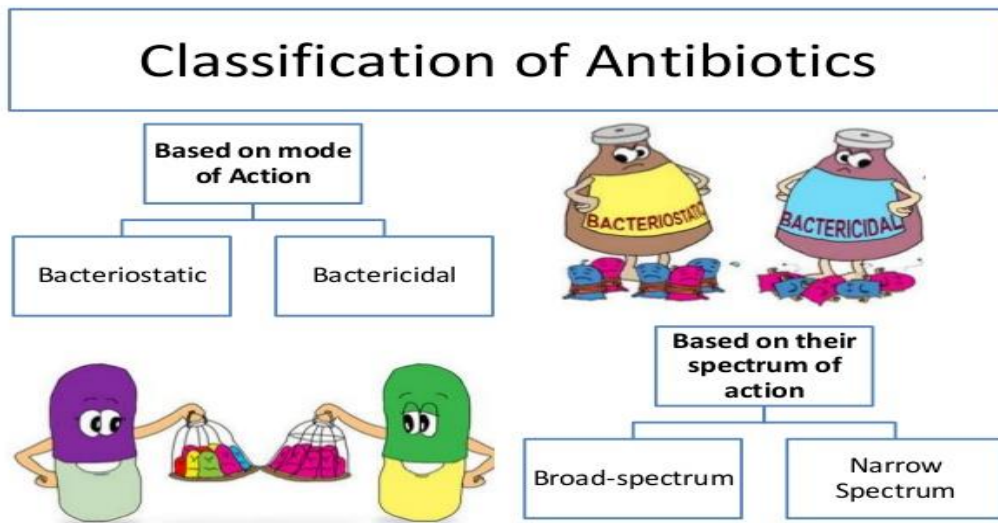 Classification of Antibiotics
Based on mode
of Action
Bacteriostatic
Bactericidal
BACTERIOSTATIC
BACTERICIDAL
Based on their
spectrum of
action
Broad-spectrum
Narrow
Spectrum